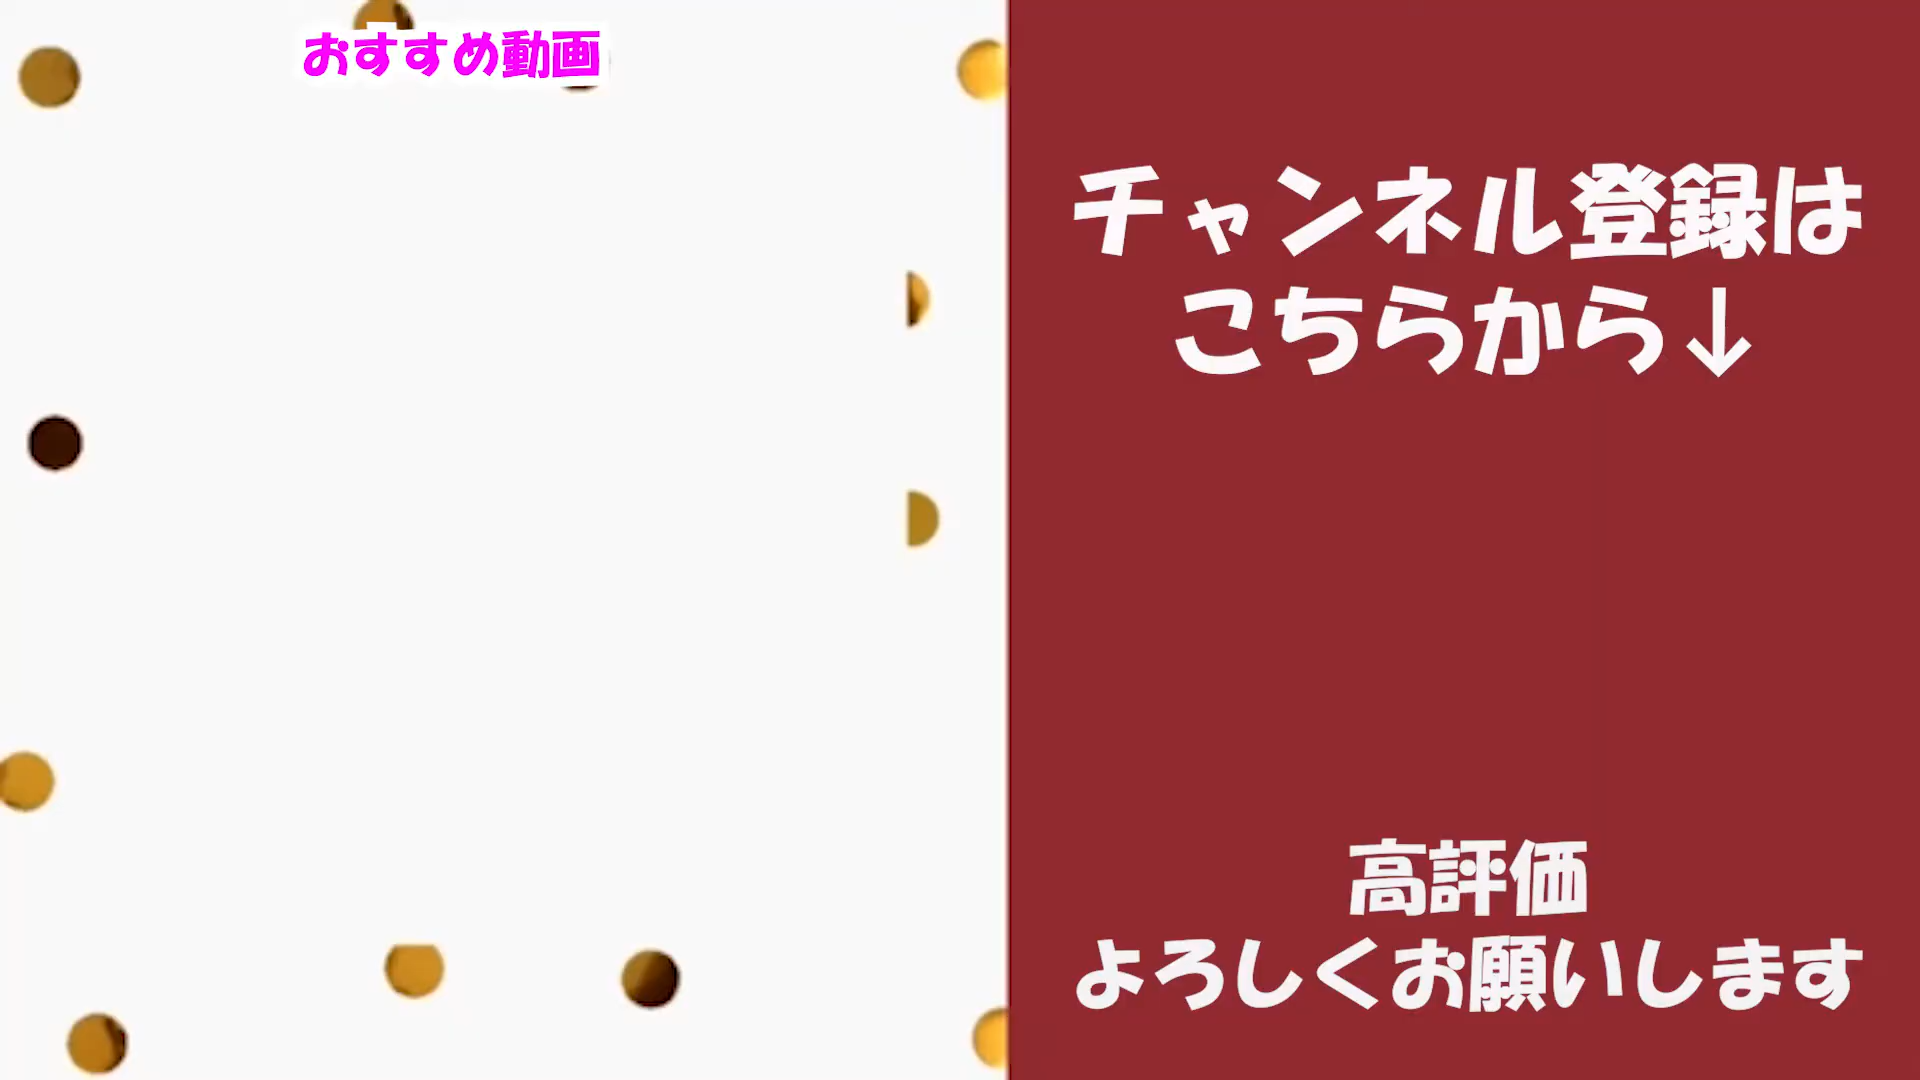 おすすめ動画
チャンネル登録は
こちらから↓
高評価
よろしくお願いします